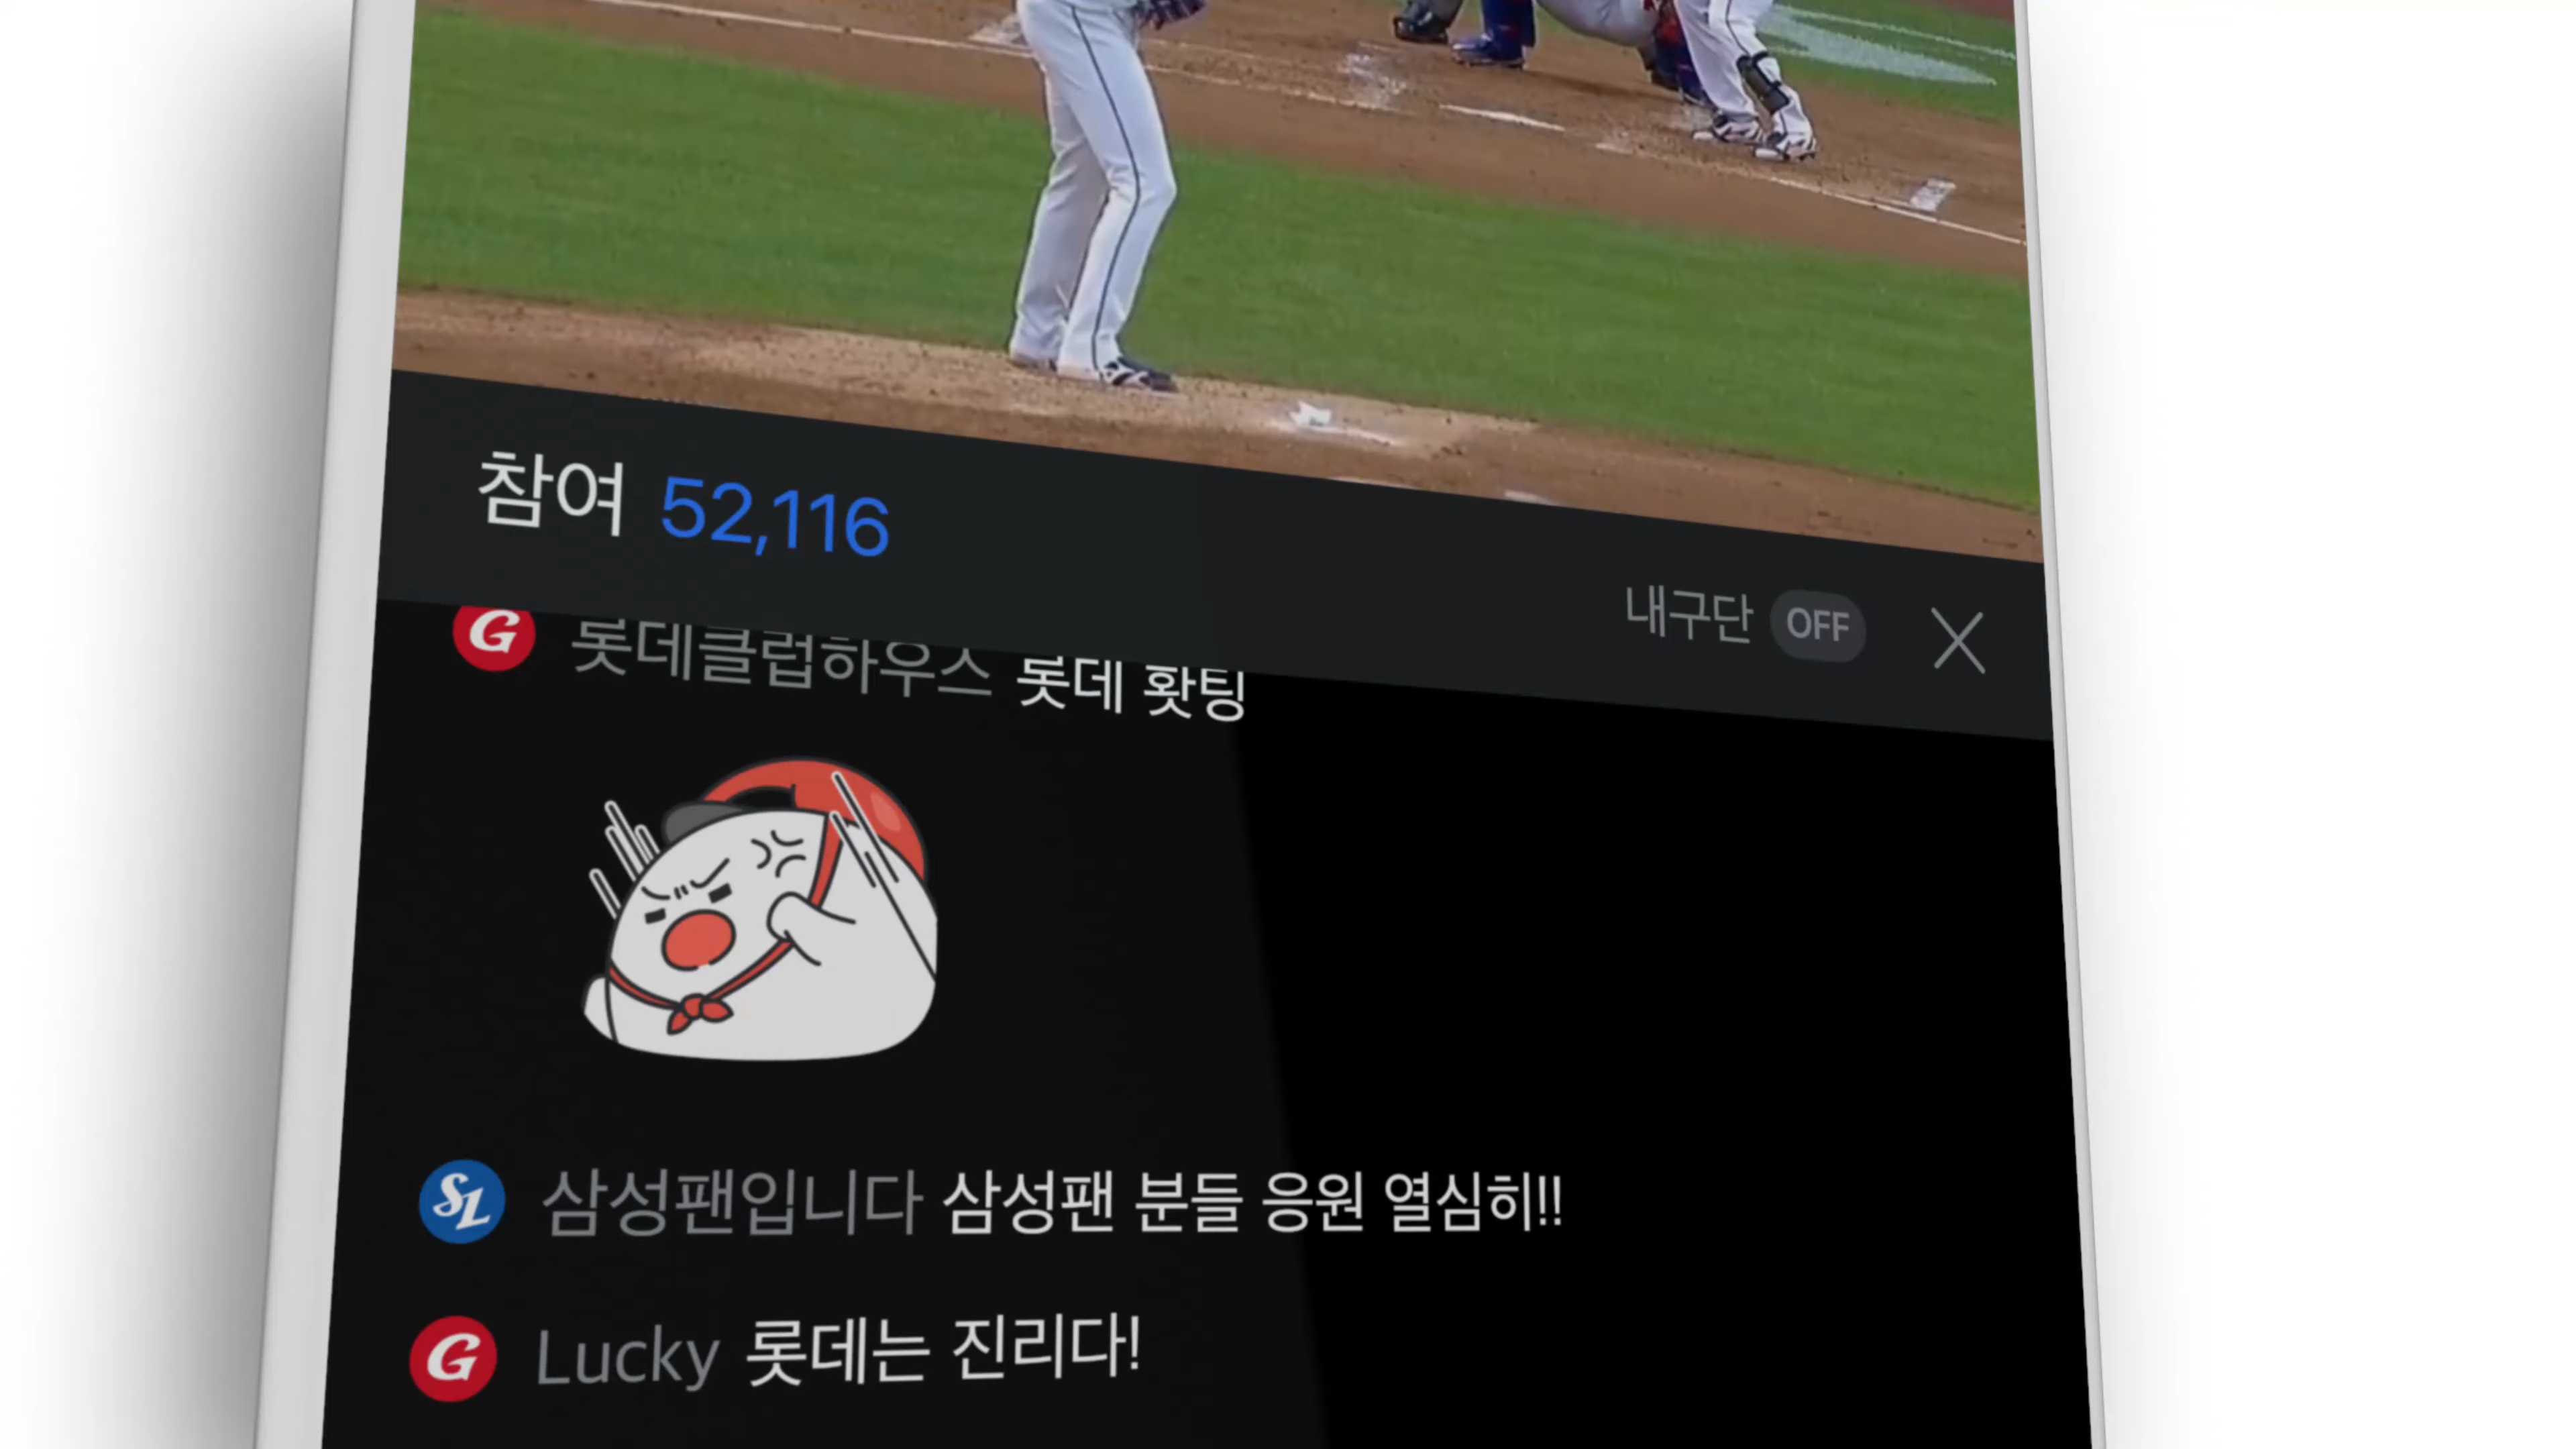 참여 52,116
내구단 OFF
G 롯데클럽하우스 롯데 홧팅
SL 삼성팬입니다 삼성팬 분들 응원 열심히!!
G Lucky 롯데는 진리다!